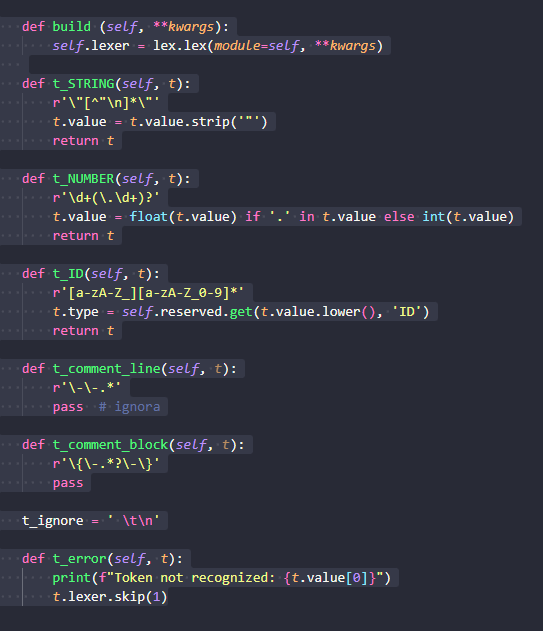 def build (self, **kwargs):
    self.lexer = lex.lex(module=self, **kwargs)

def t_STRING(self, t):
    r'\"[^"\n]*\"'
    t.value = t.value.strip('"')
    return t

def t_NUMBER(self, t):
    r'\d+(\.\d+)?'
    t.value = float(t.value) if '.' in t.value else int(t.value)
    return t

def t_ID(self, t):
    r'[a-zA-Z_][a-zA-Z_0-9]*'
    t.type = self.reserved.get(t.value.lower(), 'ID')
    return t

def t_comment_line(self, t):
    r'\-\-.*'
    pass  # ignora

def t_comment_block(self, t):
    r'\{\-.*?\-\}'
    pass

t_ignore = ' \t\n'

def t_error(self, t):
    print(f"Token not recognized: {t.value[0]}")
    t.lexer.skip(1)